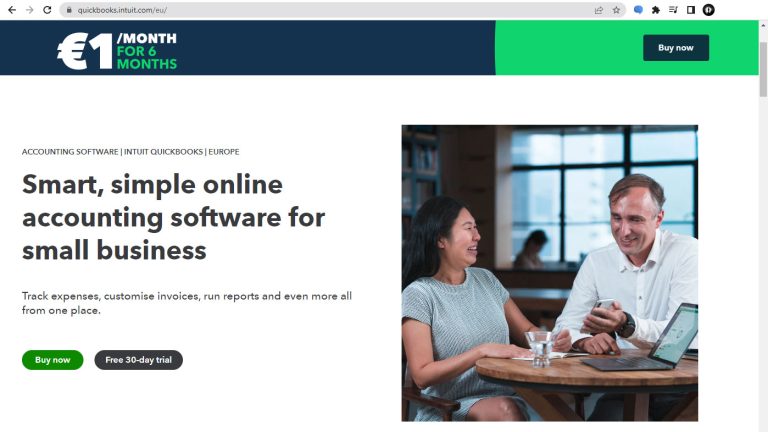 quickbooks.intuit.com/eu/
€1 /MONTH
FOR 6
MONTHS
Buy now
ACCOUNTING SOFTWARE | INTUIT QUICKBOOKS | EUROPE
Smart, simple online
accounting software for
small business
Track expenses, customise invoices, run reports and even more all
from one place.
Buy now
Free 30-day trial